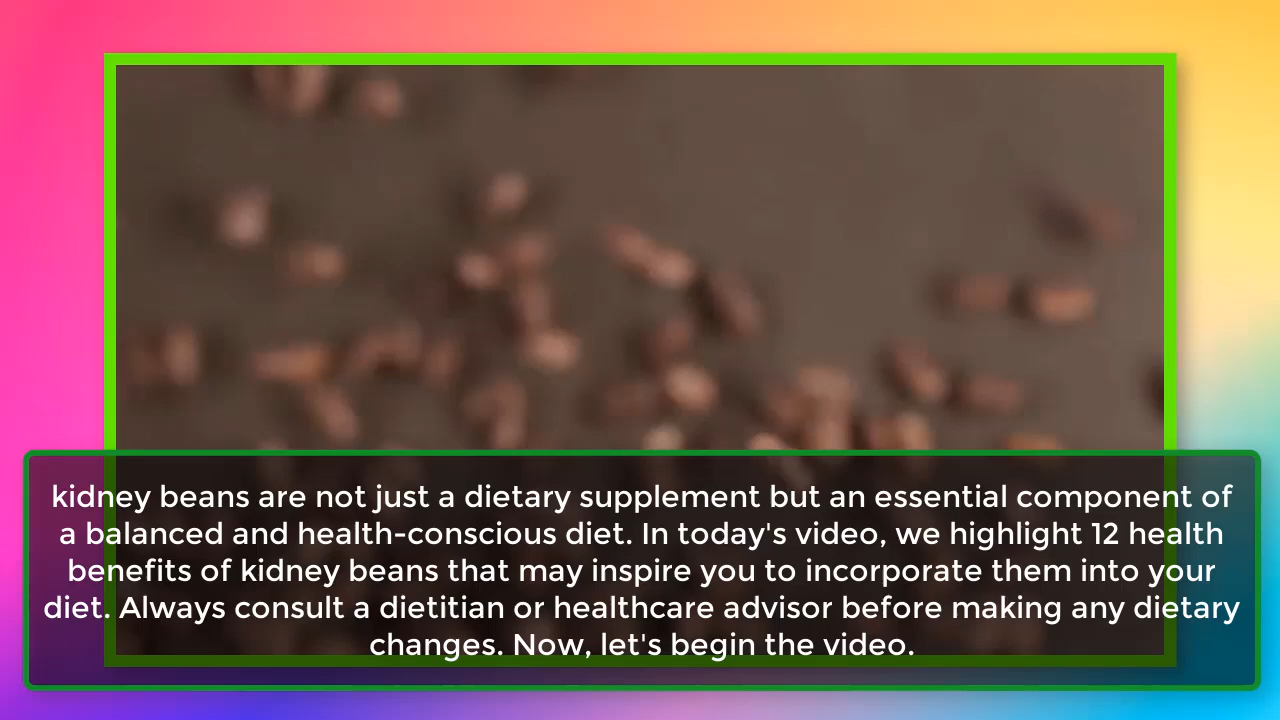 kidney beans are not just a dietary supplement but an essential component of
a balanced and health-conscious diet. In today's video, we highlight 12 health
benefits of kidney beans that may inspire you to incorporate them into your
diet. Always consult a dietitian or healthcare advisor before making any dietary
changes. Now, let's begin the video.